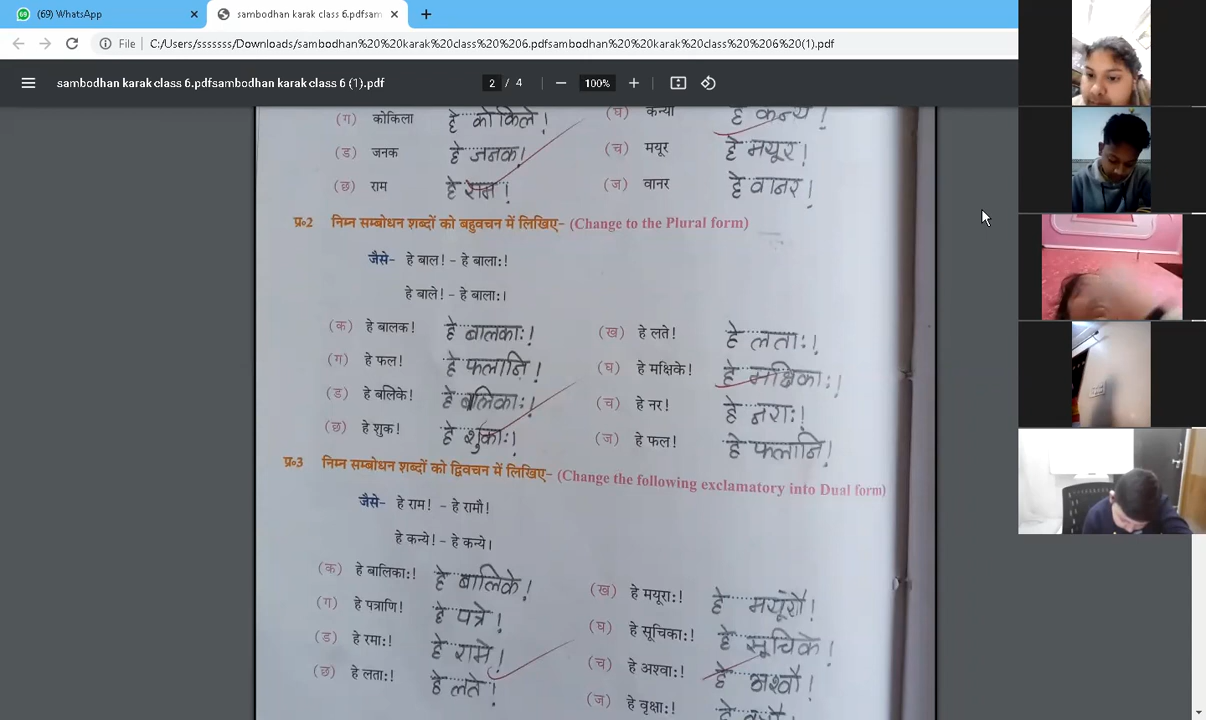 (69) WhatsApp
sambodhan karak class 6.pdfsam
File C:/Users/sssssss/Downloads/sambodhan%20%20karak%20class%20%206.pdfsambodhan%20%20karak%20class%20%206%20(1).pdf
sambodhan karak class 6.pdfsambodhan karak class 6 (1).pdf 2 / 4 100%
(ग) कोकिला हे कोकिले! (घ) कन्या हे कन्ये!
(ड) जनक हे जनक! (च) मयूर हे मयूर!
(छ) राम हे राम! (ज) वानर हे वानर!
प्र०2 निम्न सम्बोधन शब्दों को बहुवचन में लिखिए- (Change to the Plural form)
जैसे- हे बाल! - हे बालाः!
हे बाले! - हे बालाः।
(क) हे बालक! हे बालकाः! (ख) हे लते! हे लताः!
(ग) हे फल! हे फलानि! (घ) हे मक्षिके! हे मक्षिकाः!
(ड) हे बलिके! हे बलिकाः! (च) हे नर! हे नराः!
(छ) हे शुक! हे शुकाः! (ज) हे फल! हे फलानि!
प्र०3 निम्न सम्बोधन शब्दों को द्विवचन में लिखिए- (Change the following exclamatory into Dual form)
जैसे- हे राम! - हे रामौ!
हे कन्ये! - हे कन्ये।
(क) हे बालिकाः! हे बालिके! (ख) हे मयूराः! हे मयूरौ!
(ग) हे पत्राणि! हे पत्रे! (घ) हे सूचिकाः! हे सूचिके!
(ड) हे रमाः! हे रामे! (च) हे अश्वाः! हे अश्वौ!
(छ) हे लताः! हे लते! (ज) हे वृक्षाः!